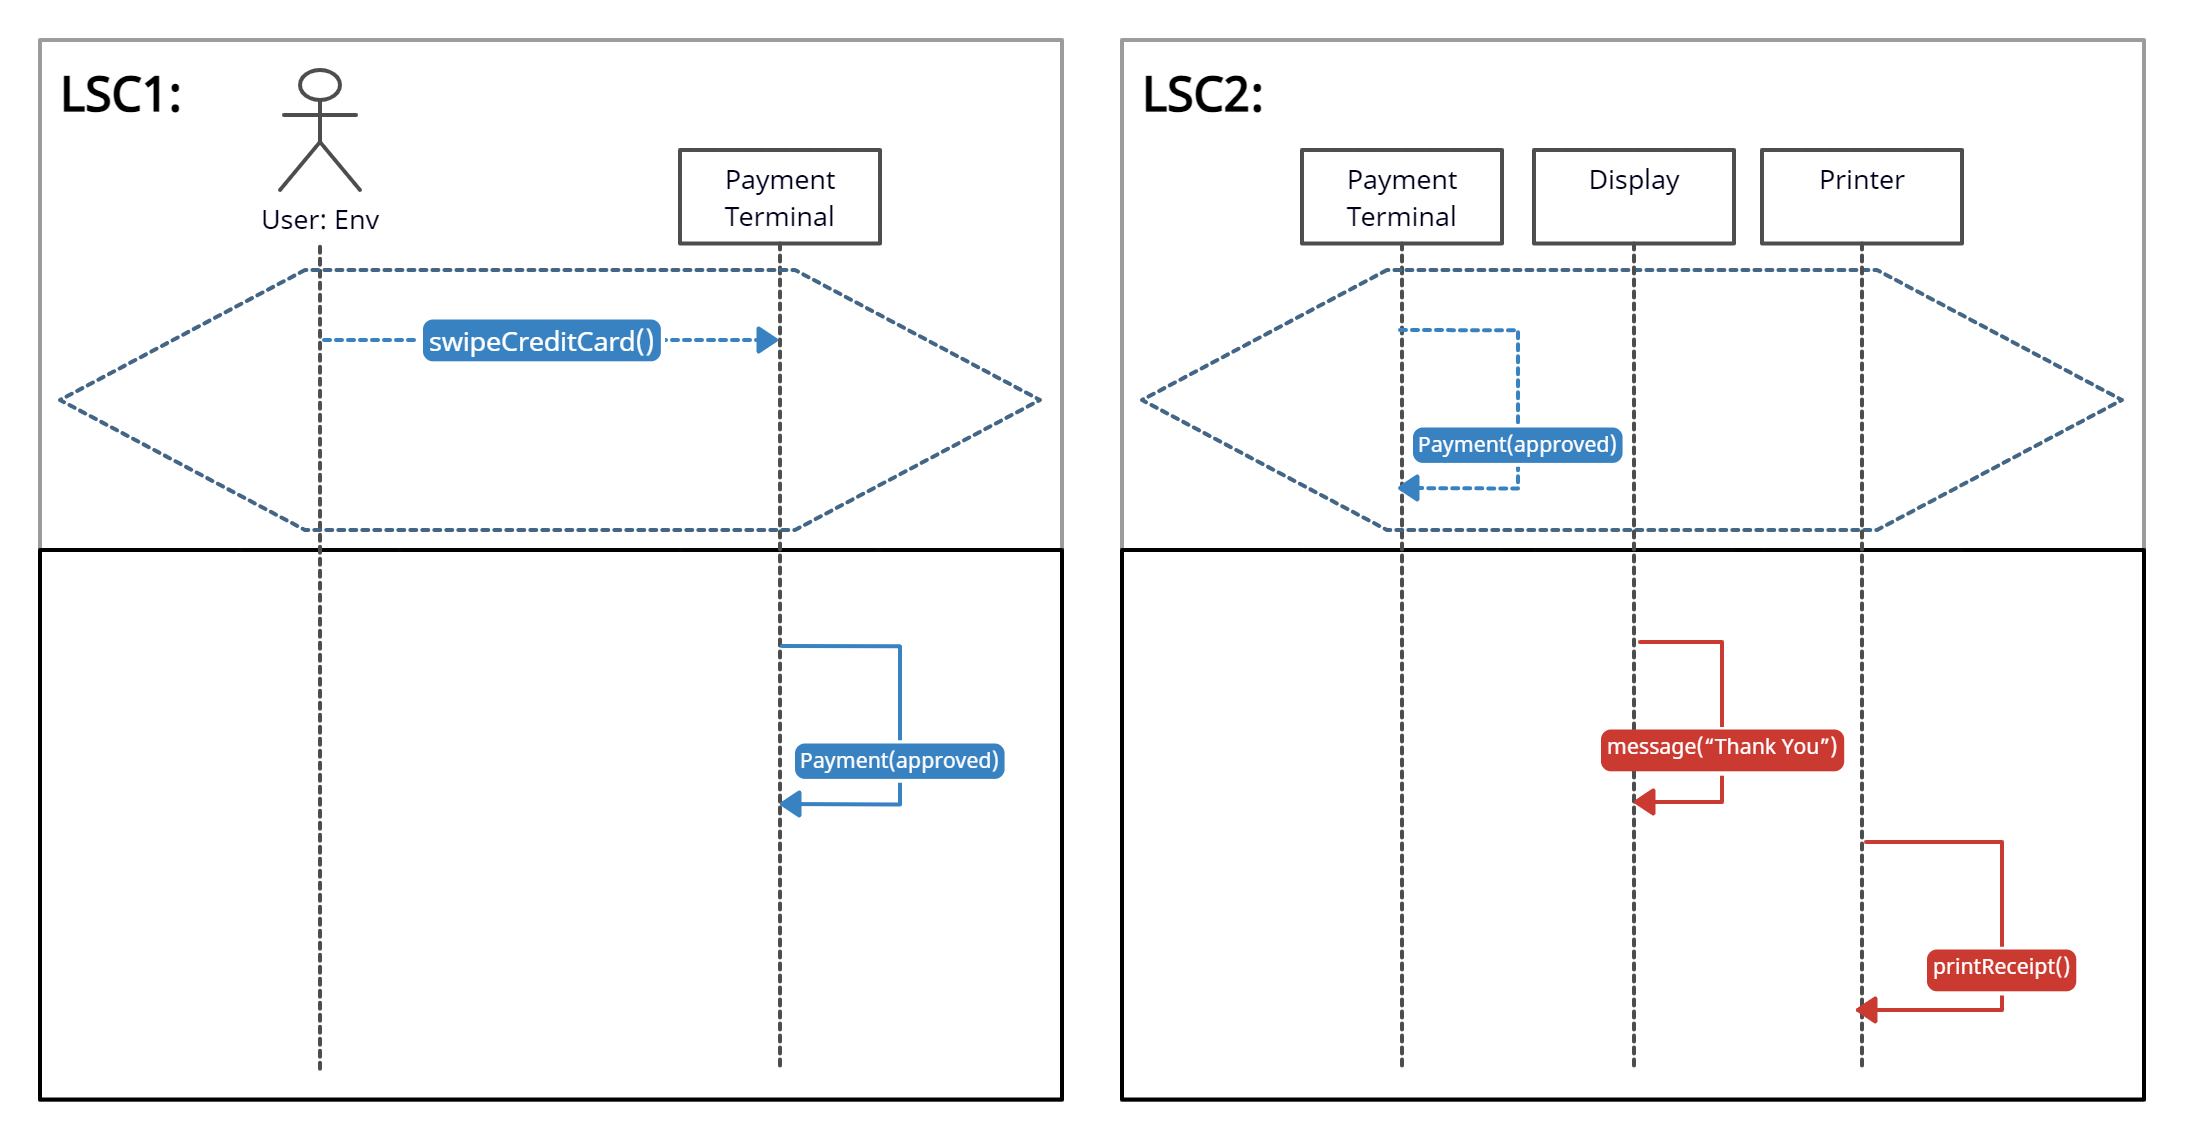 LSC1:
User: Env
Payment
Terminal
swipeCreditCard()
Payment(approved)
LSC2:
Payment
Terminal
Display
Printer
Payment(approved)
message(“Thank You”)
printReceipt()